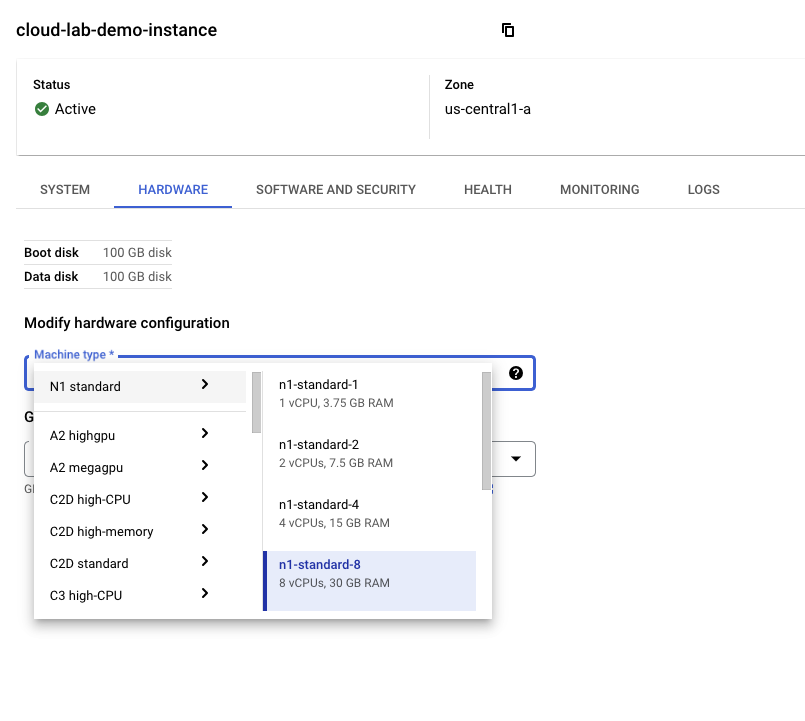 cloud-lab-demo-instance
Status
Zone
Active
us-central1-a
SYSTEM HARDWARE SOFTWARE AND SECURITY HEALTH MONITORING LOGS
Boot disk 100 GB disk
Data disk 100 GB disk
Modify hardware configuration
Machine type *
N1 standard
A2 highgpu
A2 megagpu
C2D high-CPU
C2D high-memory
C2D standard
C3 high-CPU
n1-standard-1
1 vCPU, 3.75 GB RAM
n1-standard-2
2 vCPUs, 7.5 GB RAM
n1-standard-4
4 vCPUs, 15 GB RAM
n1-standard-8
8 vCPUs, 30 GB RAM